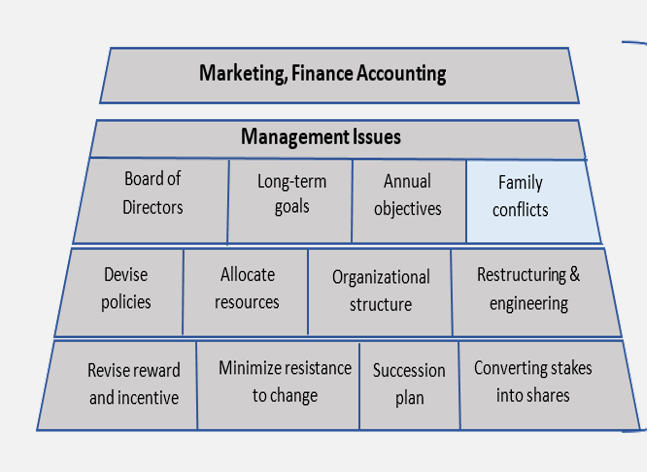 Marketing, Finance Accounting
Management Issues
Board of
Directors
Long-term
goals
Annual
objectives
Family
conflicts
Devise
policies
Allocate
resources
Organizational
structure
Restructuring &
engineering
Revise reward
and incentive
Minimize resistance
to change
Succession
plan
Converting stakes
into shares